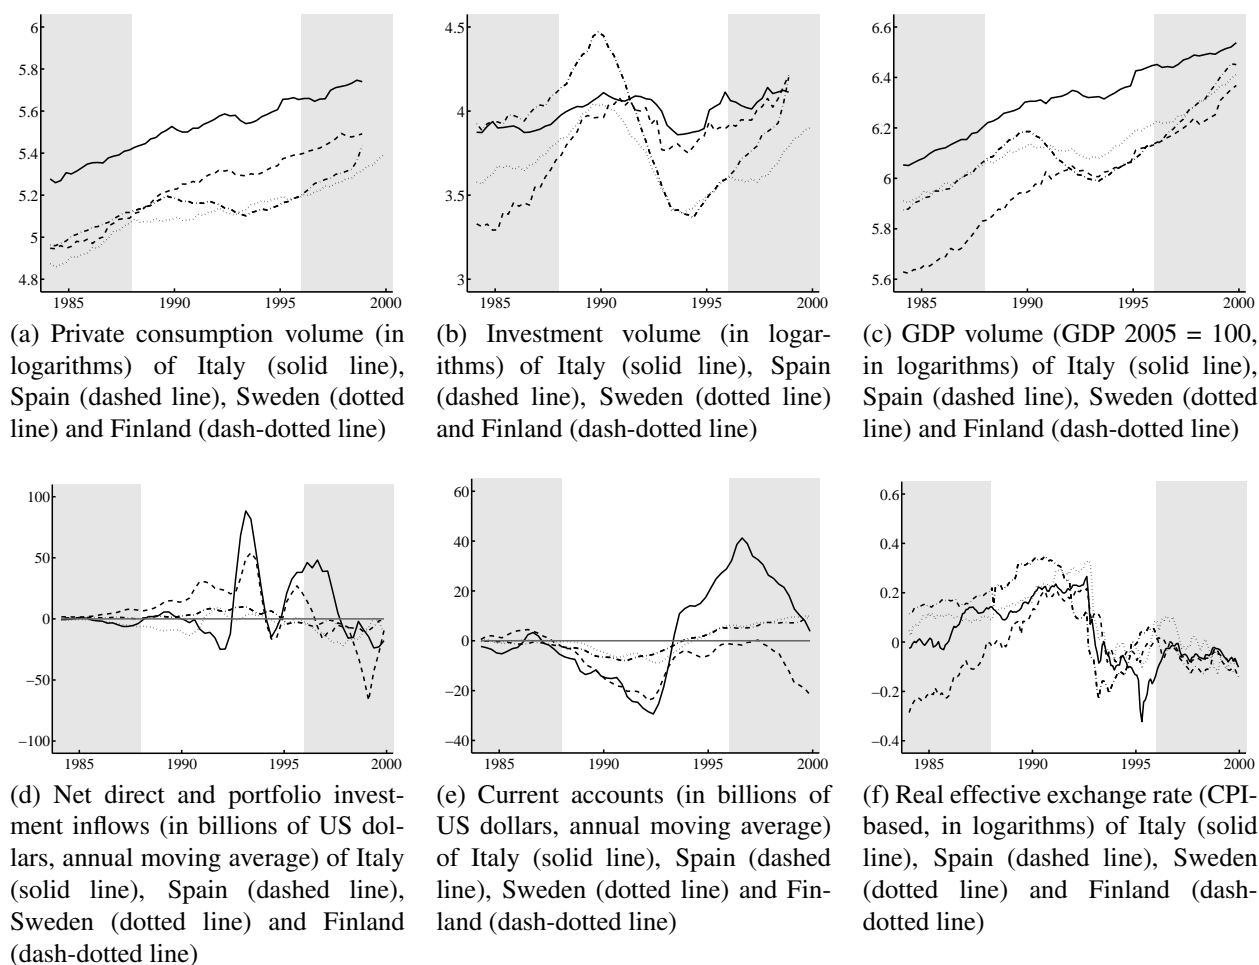 6
5.8
5.6
5.4
5.2
5
4.8
1985 1990 1995 2000
(a) Private consumption volume (in
logarithms) of Italy (solid line),
Spain (dashed line), Sweden (dotted
line) and Finland (dash-dotted line)
4.5
4
3.5
3
1985 1990 1995 2000
(b) Investment volume (in logar-
ithms) of Italy (solid line), Spain
(dashed line), Sweden (dotted line)
and Finland (dash-dotted line)
6.6
6.4
6.2
6
5.8
5.6
1985 1990 1995 2000
(c) GDP volume (GDP 2005 = 100,
in logarithms) of Italy (solid line),
Spain (dashed line), Sweden (dotted
line) and Finland (dash-dotted line)
100
50
0
−50
−100
1985 1990 1995 2000
(d) Net direct and portfolio invest-
ment inflows (in billions of US dol-
lars, annual moving average) of Italy
(solid line), Spain (dashed line),
Sweden (dotted line) and Finland
(dash-dotted line)
60
40
20
0
−20
−40
1985 1990 1995 2000
(e) Current accounts (in billions of
US dollars, annual moving average)
of Italy (solid line), Spain (dashed
line), Sweden (dotted line) and Fin-
land (dash-dotted line)
0.6
0.4
0.2
0
−0.2
−0.4
1985 1990 1995 2000
(f) Real effective exchange rate (CPI-
based, in logarithms) of Italy (solid
line), Spain (dashed line), Sweden
(dotted line) and Finland (dash-
dotted line)